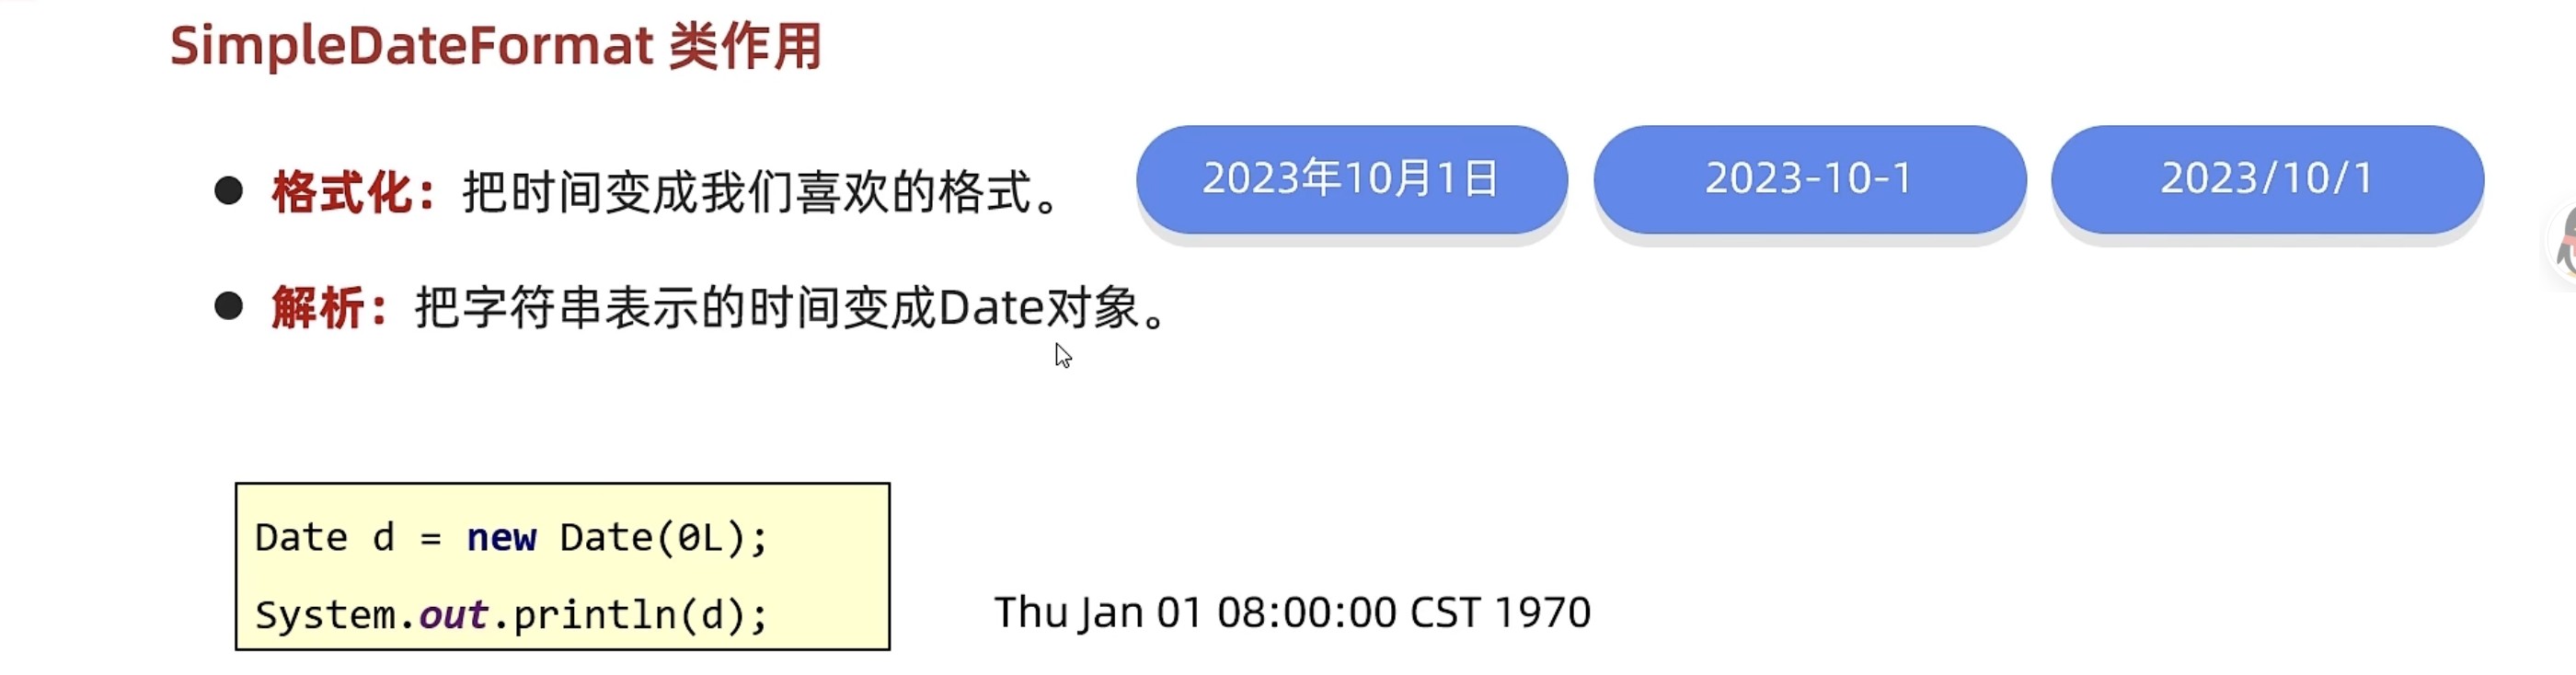 SimpleDateFormat 类作用
格式化：把时间变成我们喜欢的格式。
2023年10月1日
2023-10-1
2023/10/1
解析：把字符串表示的时间变成Date对象。
Date d = new Date(0L);
System.out.println(d);
Thu Jan 01 08:00:00 CST 1970